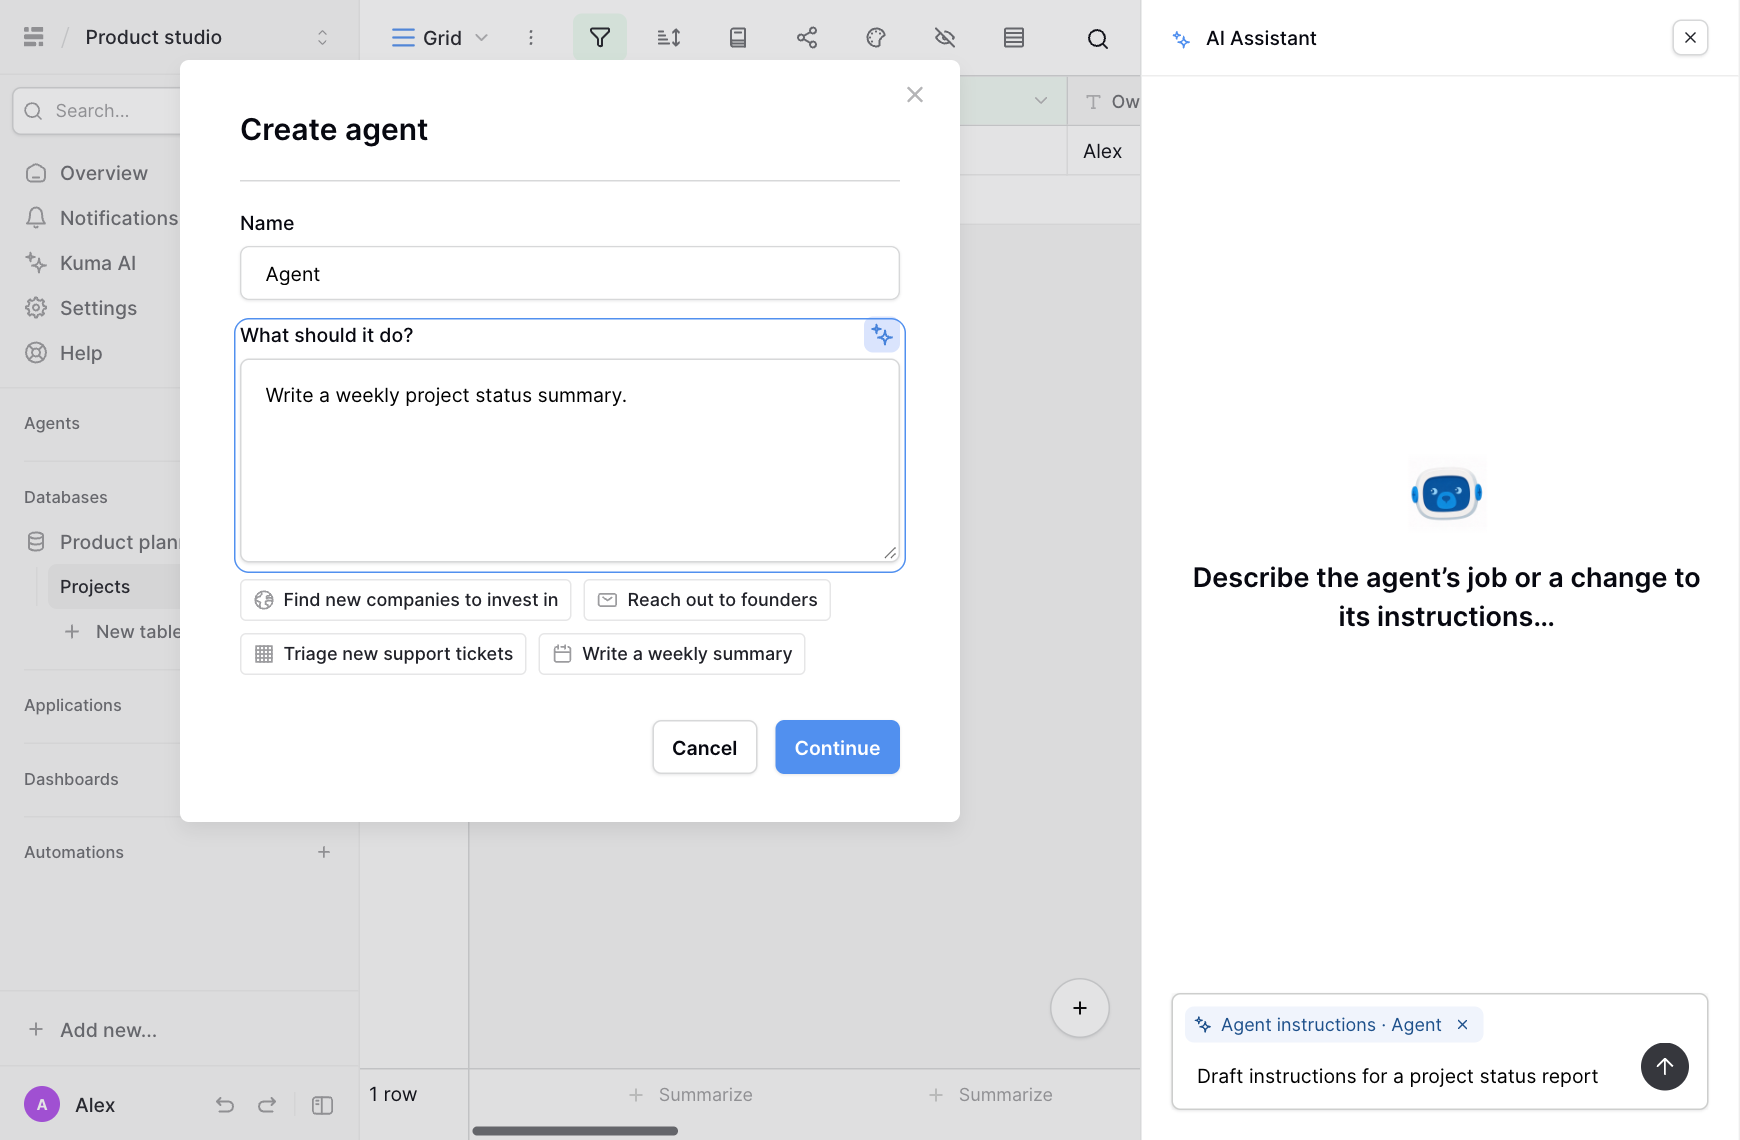 Product studio
Search...
Overview
Notifications
Kuma AI
Settings
Help
Agents
Databases
Projects
New table
Applications
Dashboards
Automations
Add new...
A
Alex
Grid
Alex
1 row
Summarize
Summarize
Create agent
Name
Agent
What should it do?
Write a weekly project status summary.
Find new companies to invest in
Reach out to founders
Triage new support tickets
Write a weekly summary
Cancel
Continue
AI Assistant
Describe the agent’s job or a change to
its instructions...
Agent instructions · Agent
Draft instructions for a project status report